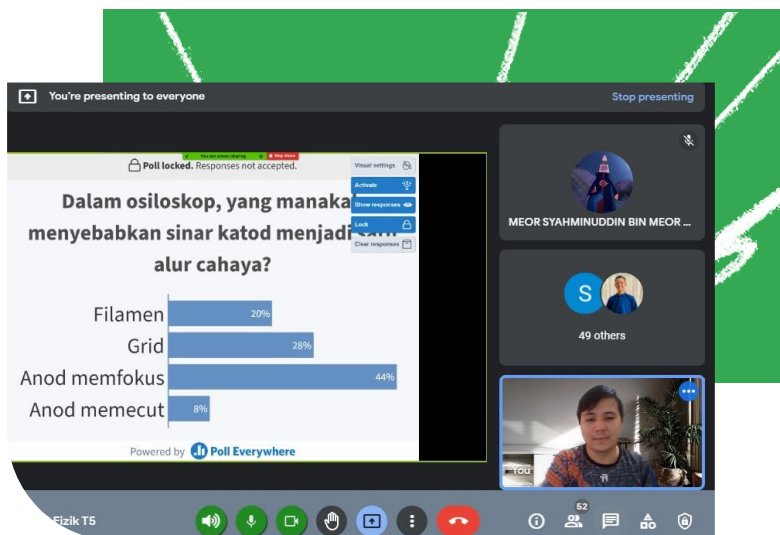 You're presenting to everyone
Stop presenting
Poll locked. Responses not accepted.
Visual settings
Activate
Show responses
Lock
Clear responses
Dalam osiloskop, yang manaka
menyebabkan sinar katod menjadi
alur cahaya?
Filamen 20%
Grid 28%
Anod memfokus 44%
Anod memecut 8%
Powered by Poll Everywhere
MEOR SYAHMINUDDIN BIN MEOR ...
S
49 others
You
Fizik T5
52